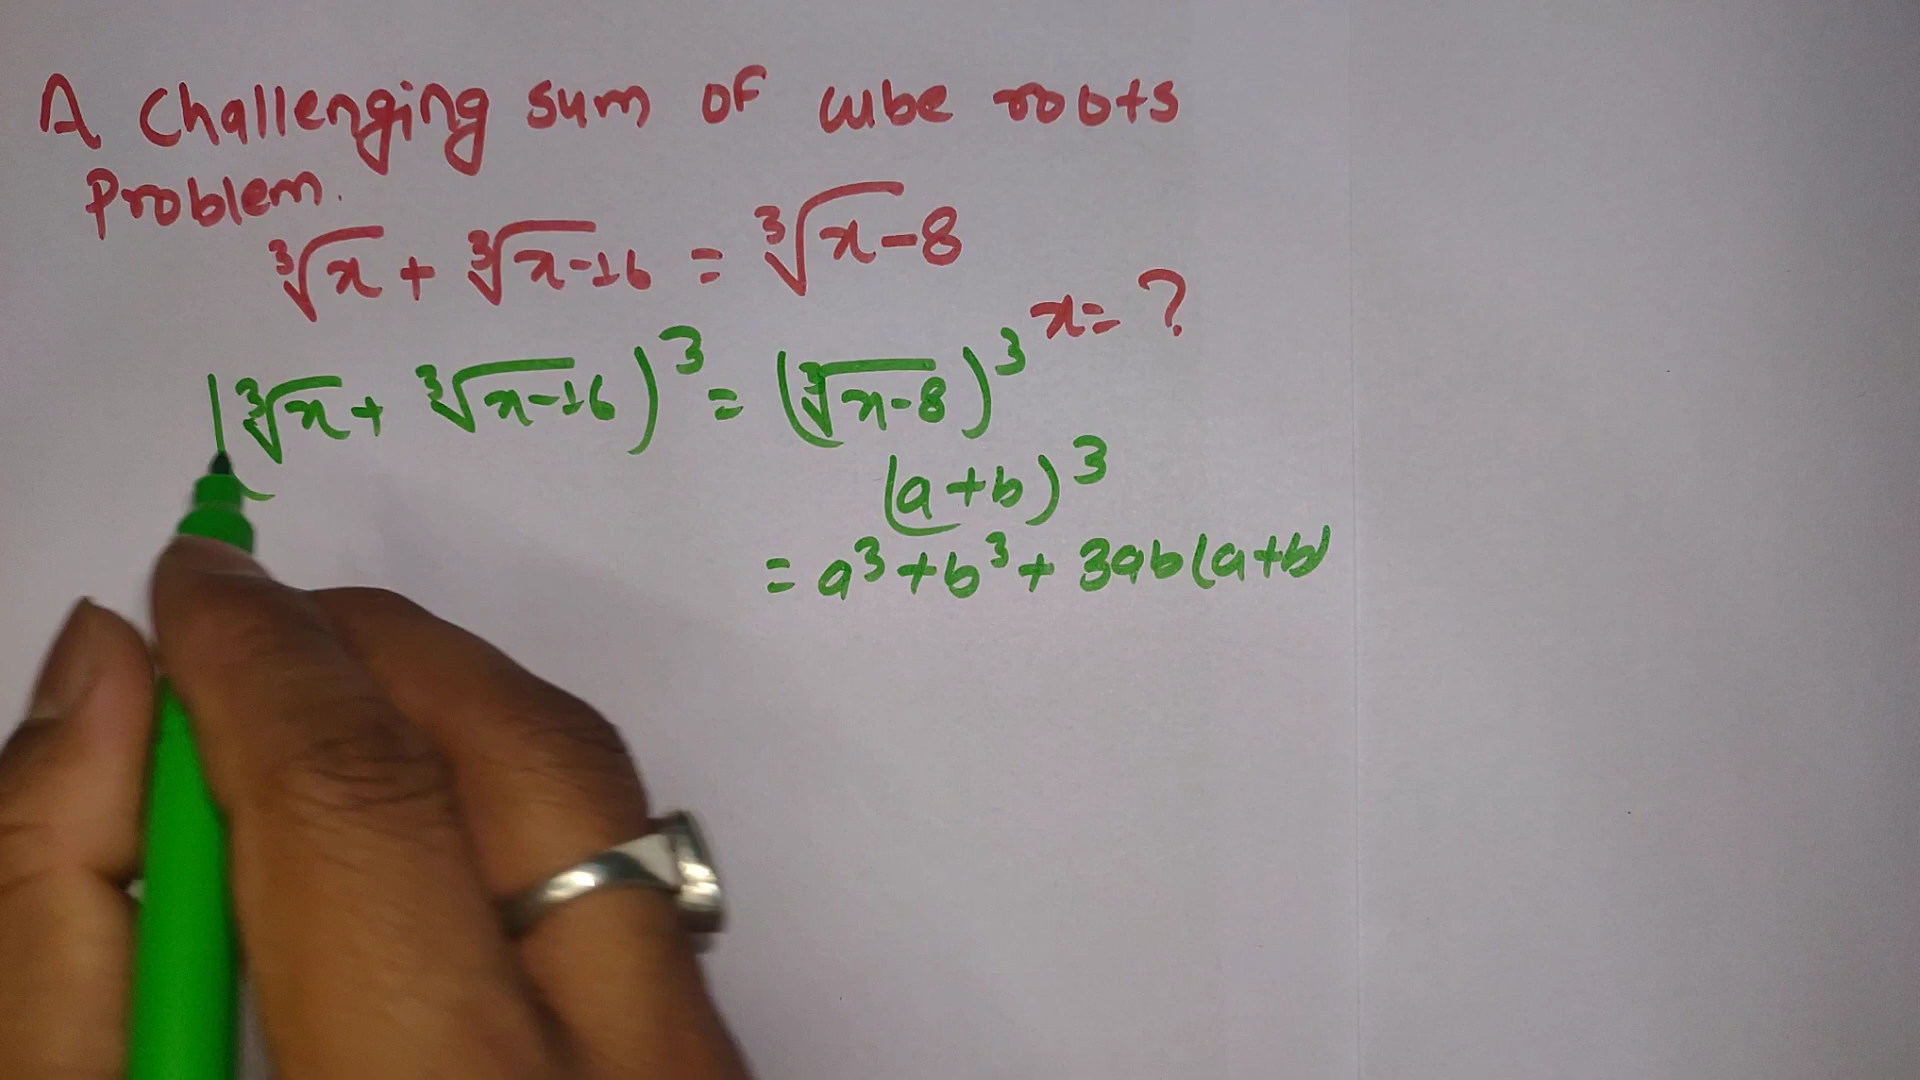 A challenging sum of cube roots
Problem.
∛x + ∛x-16 = ∛x-8
x = ?
(∛x + ∛x-16)³ = (∛x-8)³
(a+b)³
= a³+b³+3ab(a+b)